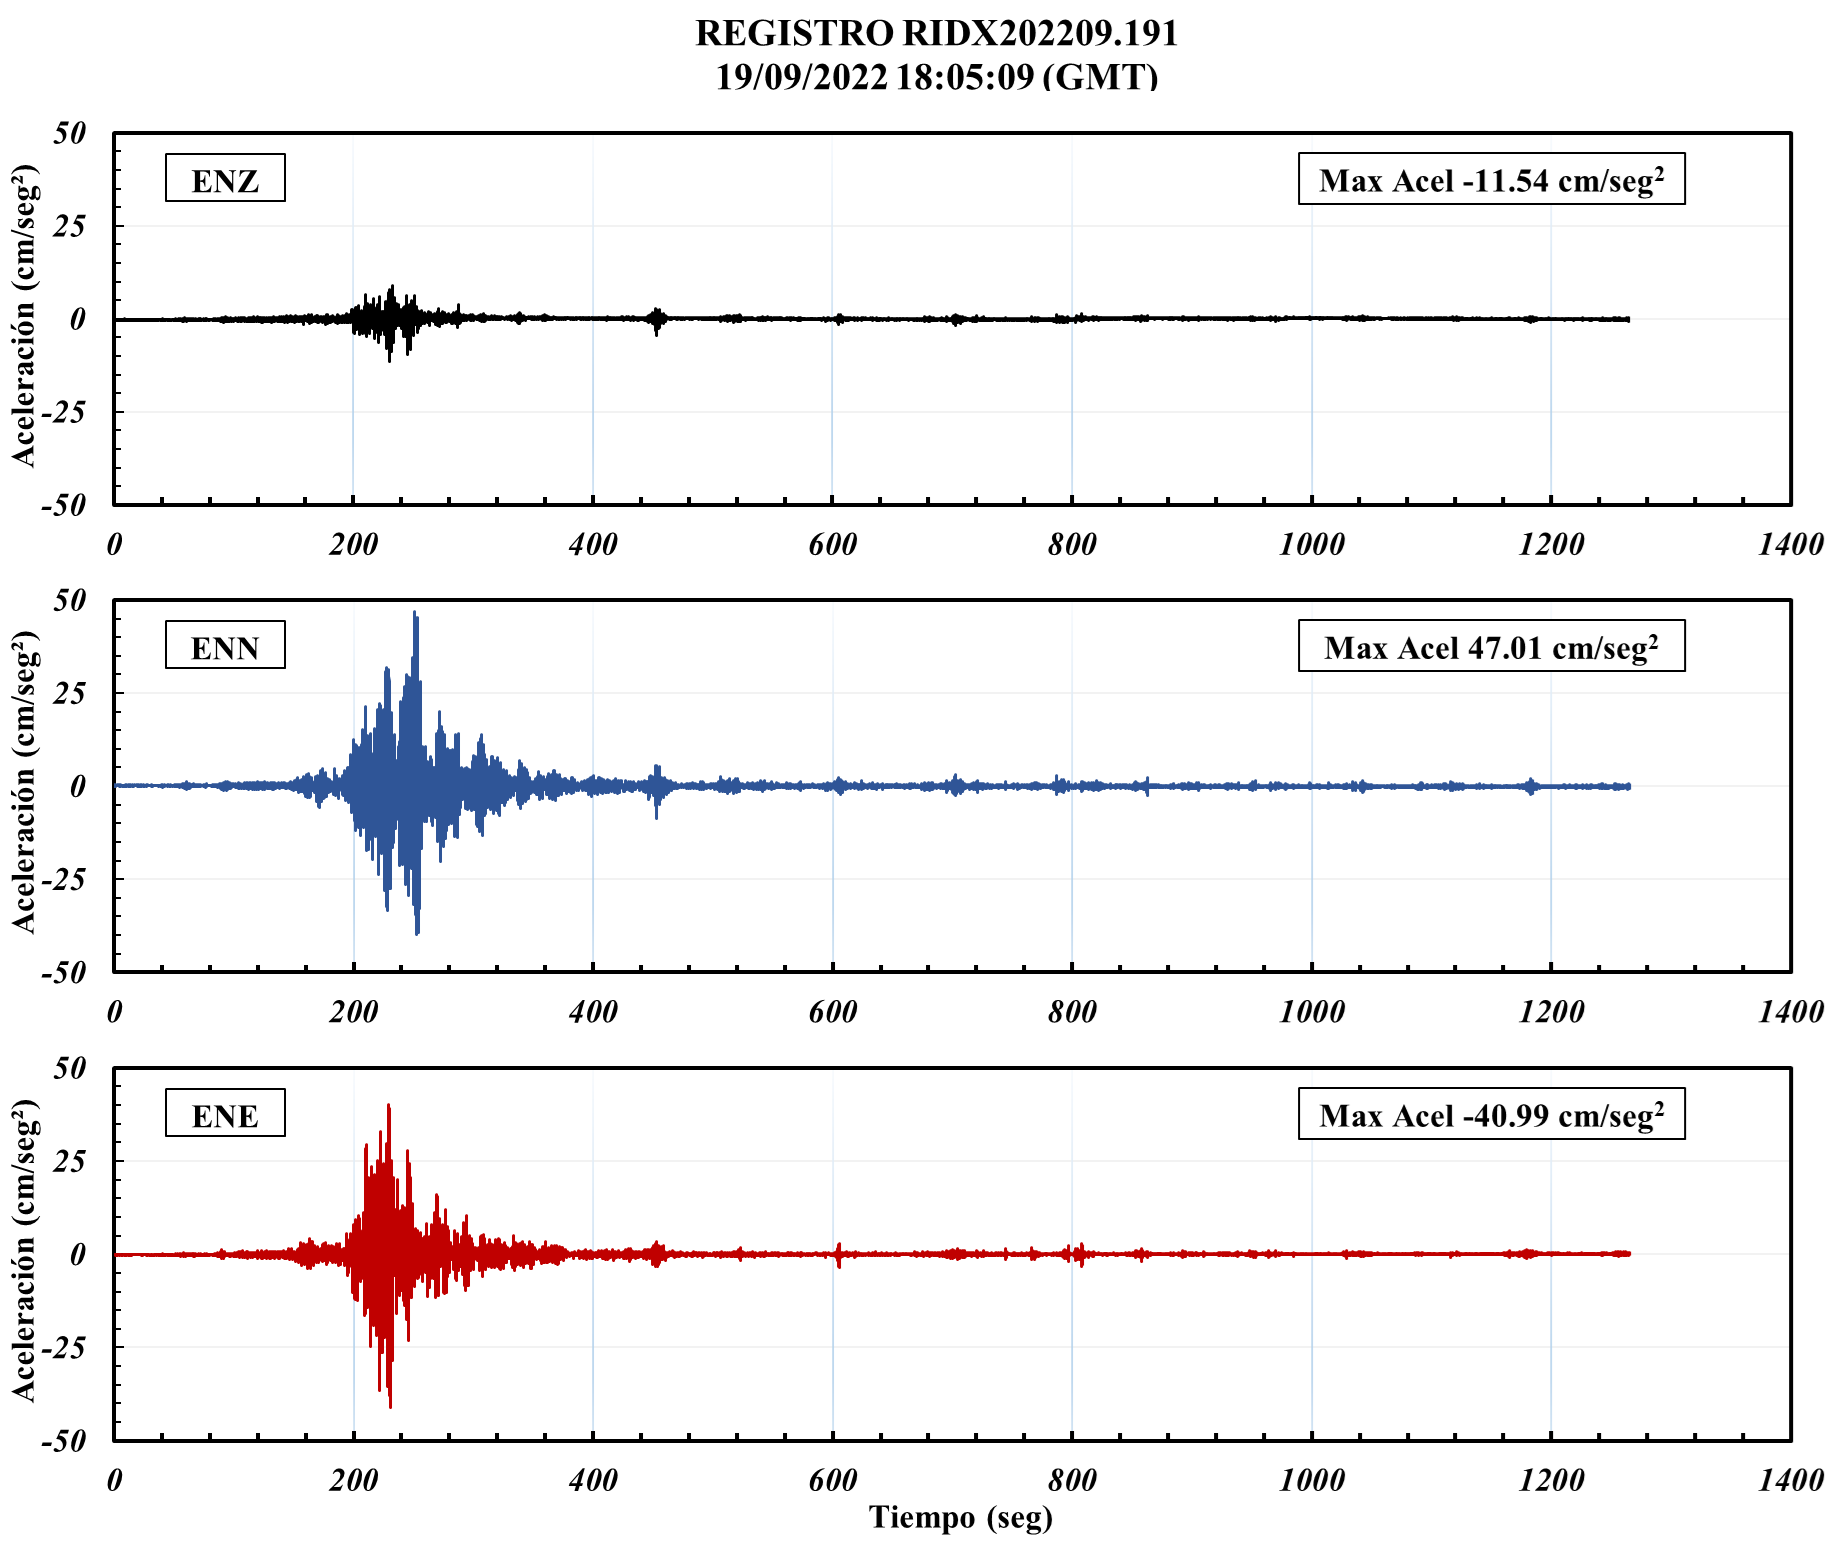 REGISTRO RIDX202209.191
19/09/2022 18:05:09 (GMT)
50
25
0
-25
-50
Aceleración (cm/seg²)
ENZ
Max Acel -11.54 cm/seg²
0 200 400 600 800 1000 1200 1400
50
25
0
-25
-50
Aceleración (cm/seg²)
ENN
Max Acel 47.01 cm/seg²
0 200 400 600 800 1000 1200 1400
50
25
0
-25
-50
Aceleración (cm/seg²)
ENE
Max Acel -40.99 cm/seg²
0 200 400 600 800 1000 1200 1400
Tiempo (seg)